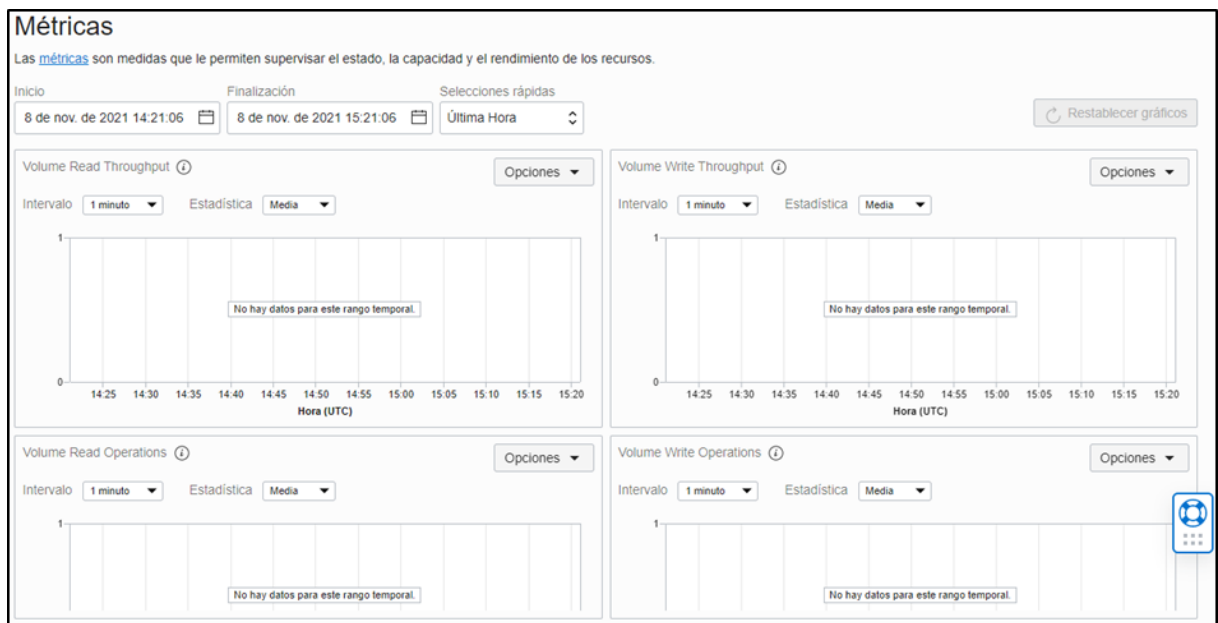 Métricas
Las métricas son medidas que le permiten supervisar el estado, la capacidad y el rendimiento de los recursos.
Inicio Finalización Selecciones rápidas
8 de nov. de 2021 14:21:06 8 de nov. de 2021 15:21:06 Última Hora Restablecer gráficos
Volume Read Throughput i Opciones
Intervalo 1 minuto Estadística Media
1
No hay datos para este rango temporal.
0
14:25 14:30 14:35 14:40 14:45 14:50 14:55 15:00 15:05 15:10 15:15 15:20
Hora (UTC)
Volume Write Throughput i Opciones
Intervalo 1 minuto Estadística Media
1
No hay datos para este rango temporal.
0
14:25 14:30 14:35 14:40 14:45 14:50 14:55 15:00 15:05 15:10 15:15 15:20
Hora (UTC)
Volume Read Operations i Opciones
Intervalo 1 minuto Estadística Media
1
No hay datos para este rango temporal.
Volume Write Operations i Opciones
Intervalo 1 minuto Estadística Media
1
No hay datos para este rango temporal.